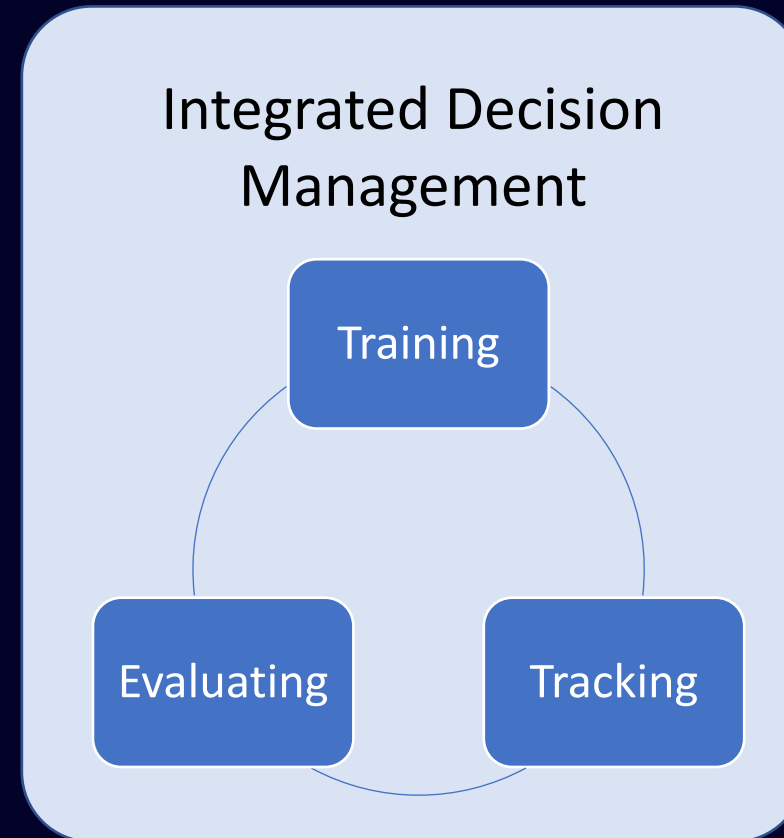 Integrated Decision
Management
Training
Evaluating
Tracking